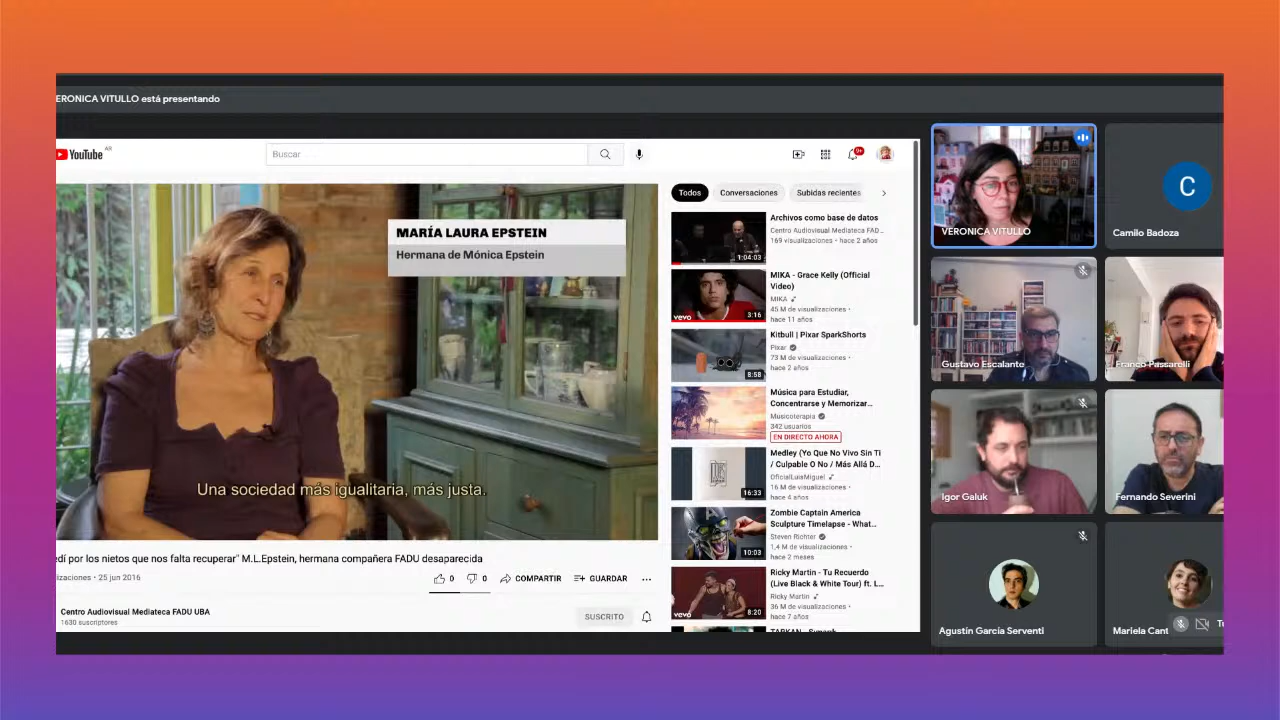 ERONICA VITULLO está presentando
YouTube AR
Buscar
9+
MARÍA LAURA EPSTEIN
Hermana de Mónica Epstein
Una sociedad más igualitaria, más justa.
edí por los nietos que nos falta recuperar" M.L.Epstein, hermana compañera FADU desaparecida
izaciones • 25 jun 2016
0
0
COMPARTIR
GUARDAR
Centro Audiovisual Mediateca FADU UBA
1630 suscriptores
SUSCRITO
Todos
Conversaciones
Subidas recientes
1:04:03
Archivos como base de datos
Centro Audiovisual Mediateca FAD...
169 visualizaciones • hace 2 años
vevo
3:16
MIKA - Grace Kelly (Official
Video)
MIKA
45 M de visualizaciones •
hace 11 años
8:58
Kitbull | Pixar SparkShorts
Pixar
73 M de visualizaciones •
hace 2 años
Música para Estudiar,
Concentrarse y Memorizar...
Musicoterapia
342 usuarios
EN DIRECTO AHORA
16:33
Medley (Yo Que No Vivo Sin Ti
/ Culpable O No / Más Allá D...
OficialLuisMiguel
16 M de visualizaciones •
hace 4 años
10:03
Zombie Captain America
Sculpture Timelapse - What...
Steven Richter
1,4 M de visualizaciones •
hace 2 meses
vevo
8:20
Ricky Martin - Tu Recuerdo
(Live Black & White Tour) ft. L...
Ricky Martin
36 M de visualizaciones •
hace 7 años
VERONICA VITULLO
C
Camilo Badoza
Gustavo Escalante
Franco Passarelli
Igor Galuk
Fernando Severini
Agustín García Serventi
Mariela Cant